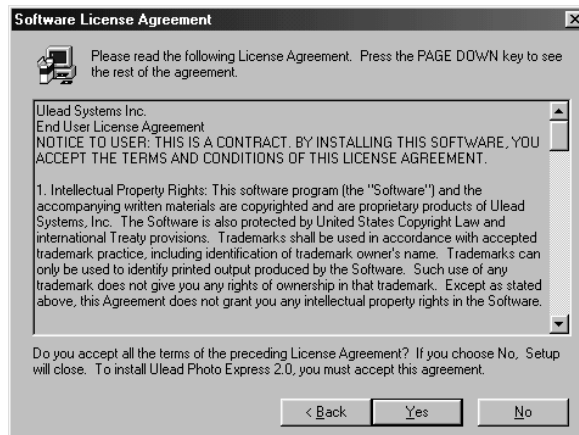 Software License Agreement
Please read the following License Agreement. Press the PAGE DOWN key to see
the rest of the agreement.
Ulead Systems Inc.
End User License Agreement
NOTICE TO USER: THIS IS A CONTRACT. BY INSTALLING THIS SOFTWARE, YOU
ACCEPT THE TERMS AND CONDITIONS OF THIS LICENSE AGREEMENT.
1. Intellectual Property Rights: This software program (the "Software") and the
accompanying written materials are copyrighted and are proprietary products of Ulead
Systems, Inc. The Software is also protected by United States Copyright Law and
international Treaty provisions. Trademarks shall be used in accordance with accepted
trademark practice, including identification of trademark owner's name. Trademarks can
only be used to identify printed output produced by the Software. Such use of any
trademark does not give you any rights of ownership in that trademark. Except as stated
above, this Agreement does not grant you any intellectual property rights in the Software.
Do you accept all the terms of the preceding License Agreement? If you choose No, Setup
will close. To install Ulead Photo Express 2.0, you must accept this agreement.
< Back Yes No